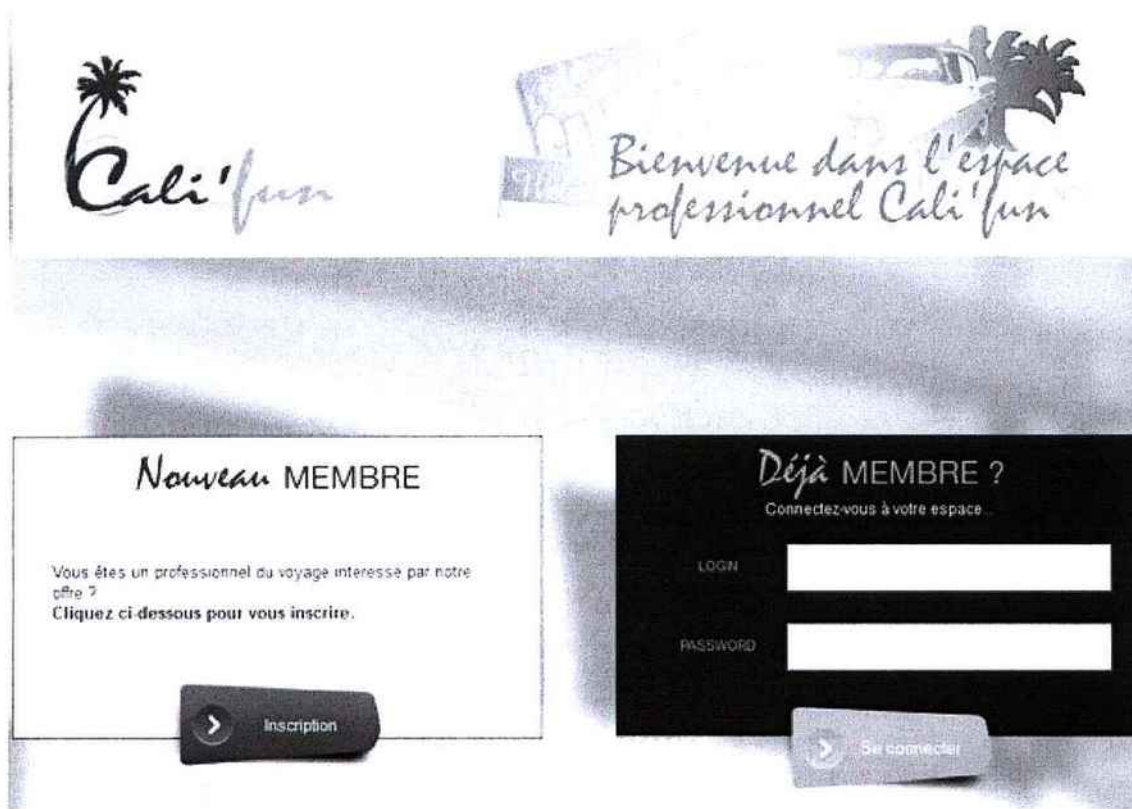 Cali'fun
Bienvenue dans l'espace
professionnel Cali'fun
Nouveau MEMBRE
Vous êtes un professionnel du voyage interesse par notre
offre ?
Cliquez ci-dessous pour vous inscrire.
Inscription
Déjà MEMBRE ?
Connectez-vous à votre espace...
LOGIN
PASSWORD
Se connecter